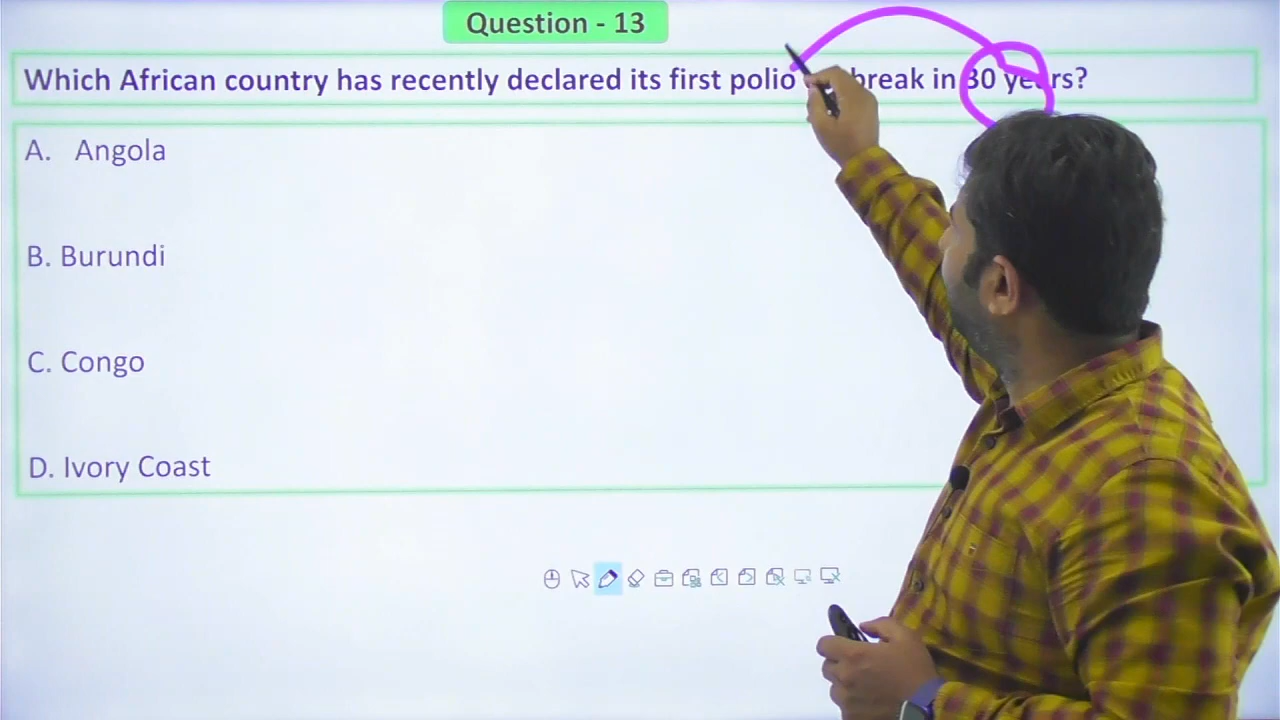 Question - 13
Which African country has recently declared its first polio break in 30 years?
A. Angola
B. Burundi
C. Congo
D. Ivory Coast